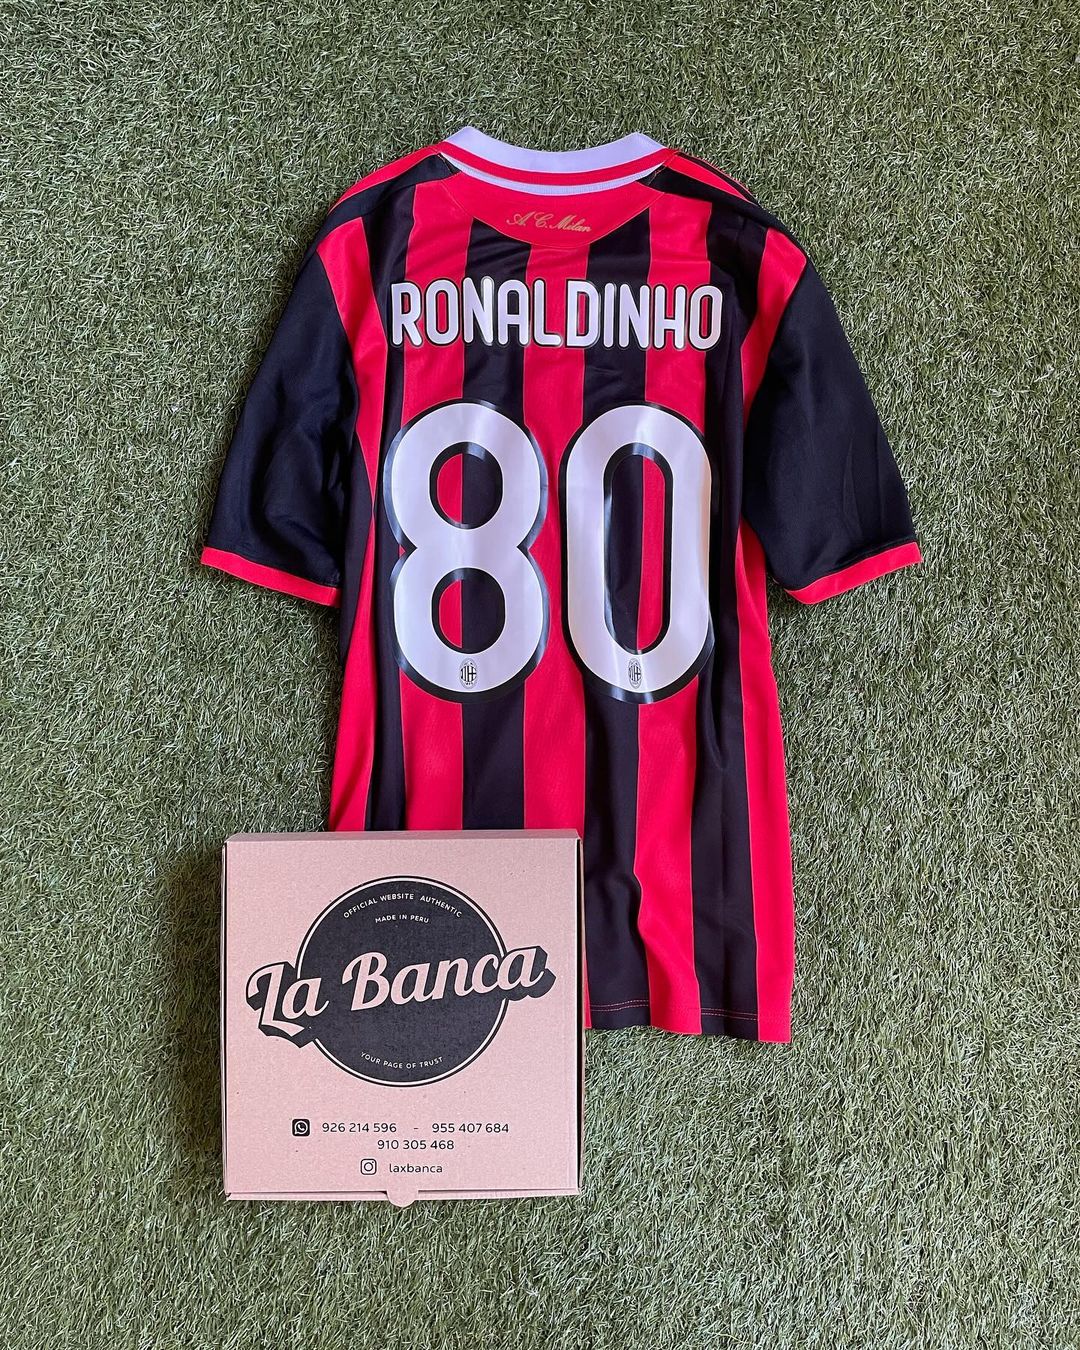 A. C. Milan
RONALDINHO
80
OFFICIAL WEBSITE AUTHENTIC
MADE IN PERU
La Banca
YOUR PAGE OF TRUST
926 214 596 - 955 407 684
910 305 468
laxbanca